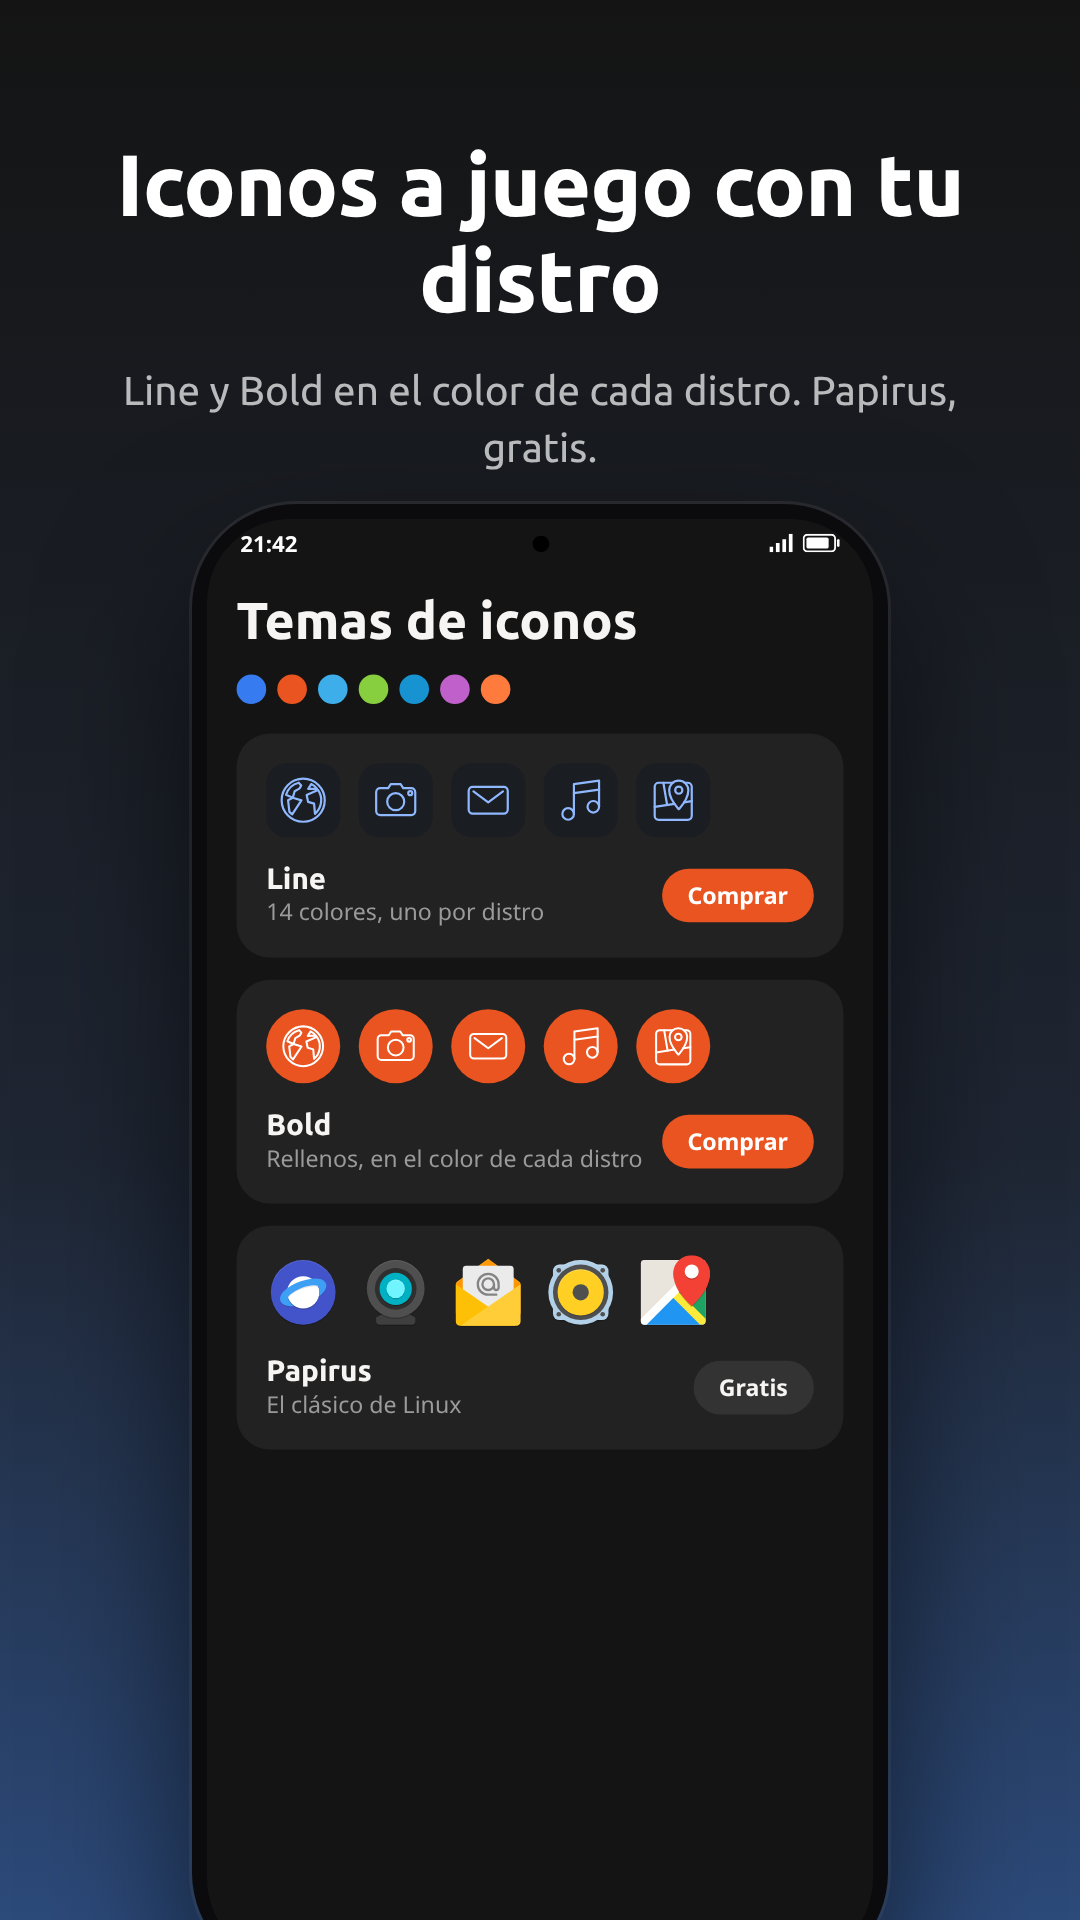 Iconos a juego con tu
distro
Line y Bold en el color de cada distro. Papirus,
gratis.
21:42
Temas de iconos
Line
14 colores, uno por distro
Comprar
Bold
Rellenos, en el color de cada distro
Comprar
@
Papirus
El clásico de Linux
Gratis